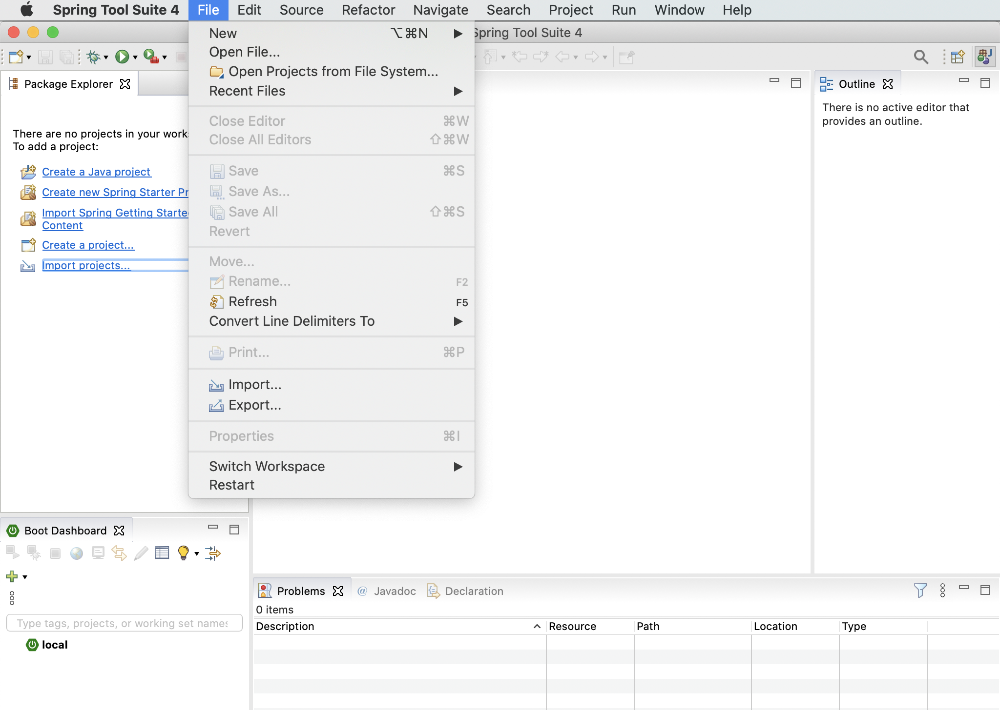 Spring Tool Suite 4 File Edit Source Refactor Navigate Search Project Run Window Help
Spring Tool Suite 4
New ⌥⌘N
Open File...
Open Projects from File System...
Recent Files
Close Editor ⌘W
Close All Editors ⇧⌘W
Save ⌘S
Save As...
Save All ⇧⌘S
Revert
Move...
Rename... F2
Refresh F5
Convert Line Delimiters To
Print... ⌘P
Import...
Export...
Properties ⌘I
Switch Workspace
Restart
Package Explorer
There are no projects in your
To add a project:
Create a Java project
Create new Spring Starter
Import Spring Getting
Content
Create a project...
Import projects...
Outline
There is no active editor that
provides an outline.
Boot Dashboard
Type tags, projects, or working set names
local
Problems @ Javadoc Declaration
0 items
Description Resource Path Location Type